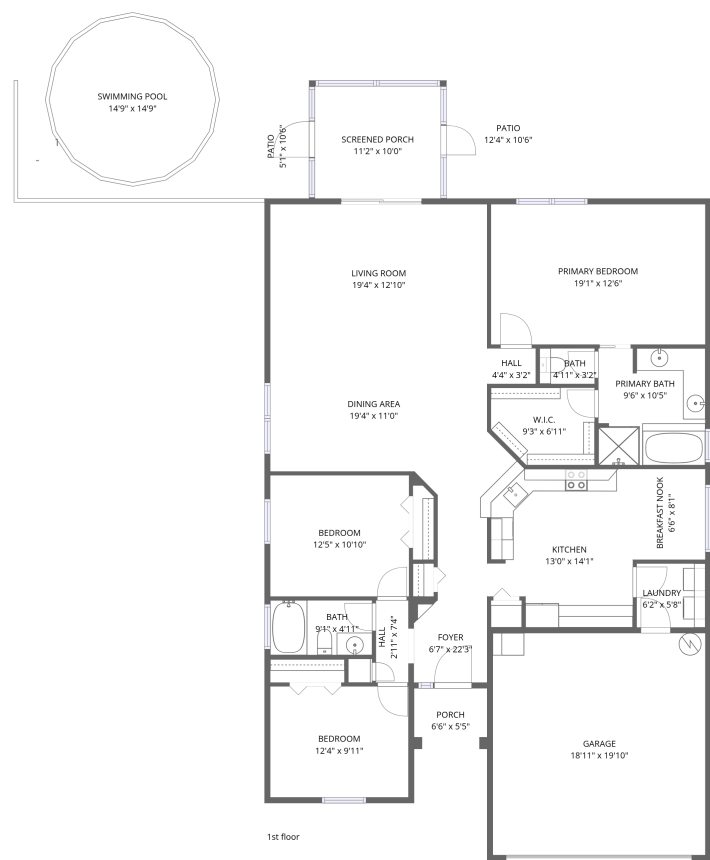 SWIMMING POOL
14'9" x 14'9"
PATIO
5'1" x 10'6"
SCREENED PORCH
11'2" x 10'0"
PATIO
12'4" x 10'6"
LIVING ROOM
19'4" x 12'10"
PRIMARY BEDROOM
19'1" x 12'6"
HALL
4'4" x 3'2"
BATH
4'11" x 3'2"
PRIMARY BATH
9'6" x 10'5"
DINING AREA
19'4" x 11'0"
W.I.C.
9'3" x 6'11"
BEDROOM
12'5" x 10'10"
KITCHEN
13'0" x 14'1"
BREAKFAST NOOK
6'6" x 8'1"
LAUNDRY
6'2" x 5'8"
BATH
9'1" x 4'11"
HALL
2'11" x 7'4"
FOYER
6'7" x 22'3"
PORCH
6'6" x 5'5"
BEDROOM
12'4" x 9'11"
GARAGE
18'11" x 19'10"
1st floor